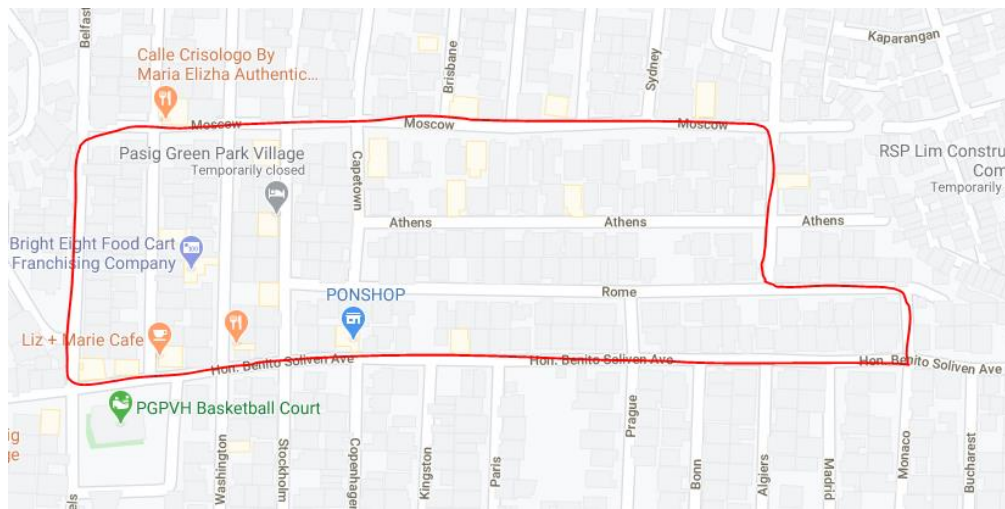 Belfast
Calle Crisologo By
Maria Elizha Authentic...
Brisbane
Sydney
Kaparangan
Moscow
Moscow
Moscow
Pasig Green Park Village
Temporarily closed
Capetown
RSP Lim Constru
Com
Temporarily
Athens
Athens
Athens
Bright Eight Food Cart
Franchising Company
Rome
PONSHOP
Liz + Marie Cafe
Hon. Benito Soliven Ave
Hon. Benito Soliven Ave
Hon. Benito Soliven Ave
PGPVH Basketball Court
ig
ge
els
Washington
Stockholm
Copenhagen
Kingston
Paris
Prague
Bonn
Algiers
Madrid
Monaco
Bucharest